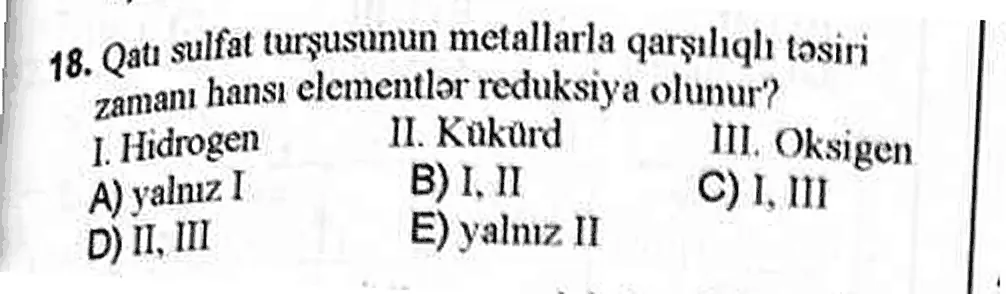 18. Qatı sulfat turşusunun metallarla qarşılıqlı təsiri
zamanı hansı elementlər reduksiya olunur?
I. Hidrogen II. Kükürd III. Oksigen
A) yalnız I B) I, II C) I, III
D) II, III E) yalnız II